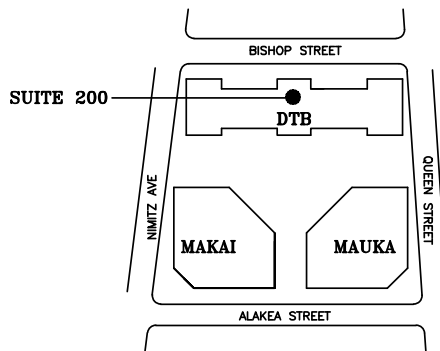 BISHOP STREET
SUITE 200
DTB
NIMITZ AVE
QUEEN STREET
MAKAI
MAUKA
ALAKEA STREET